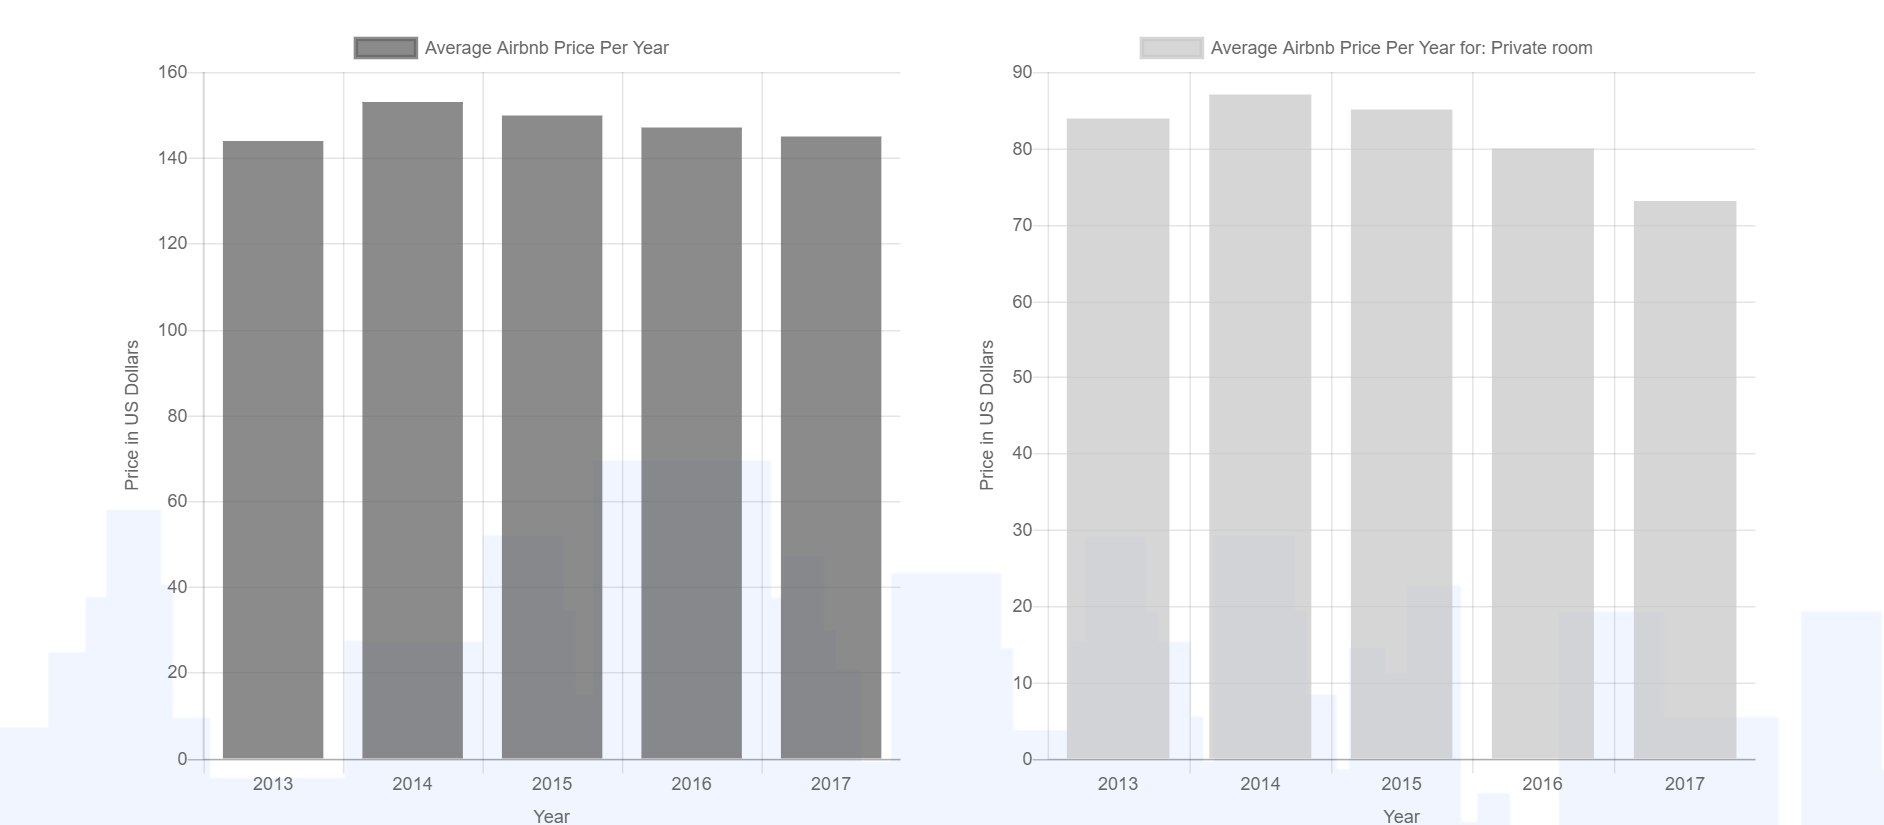 Average Airbnb Price Per Year
160
140
120
100
80
60
40
20
0
Price in US Dollars
2013 2014 2015 2016 2017
Year
Average Airbnb Price Per Year for: Private room
90
80
70
60
50
40
30
20
10
0
Price in US Dollars
2013 2014 2015 2016 2017
Year